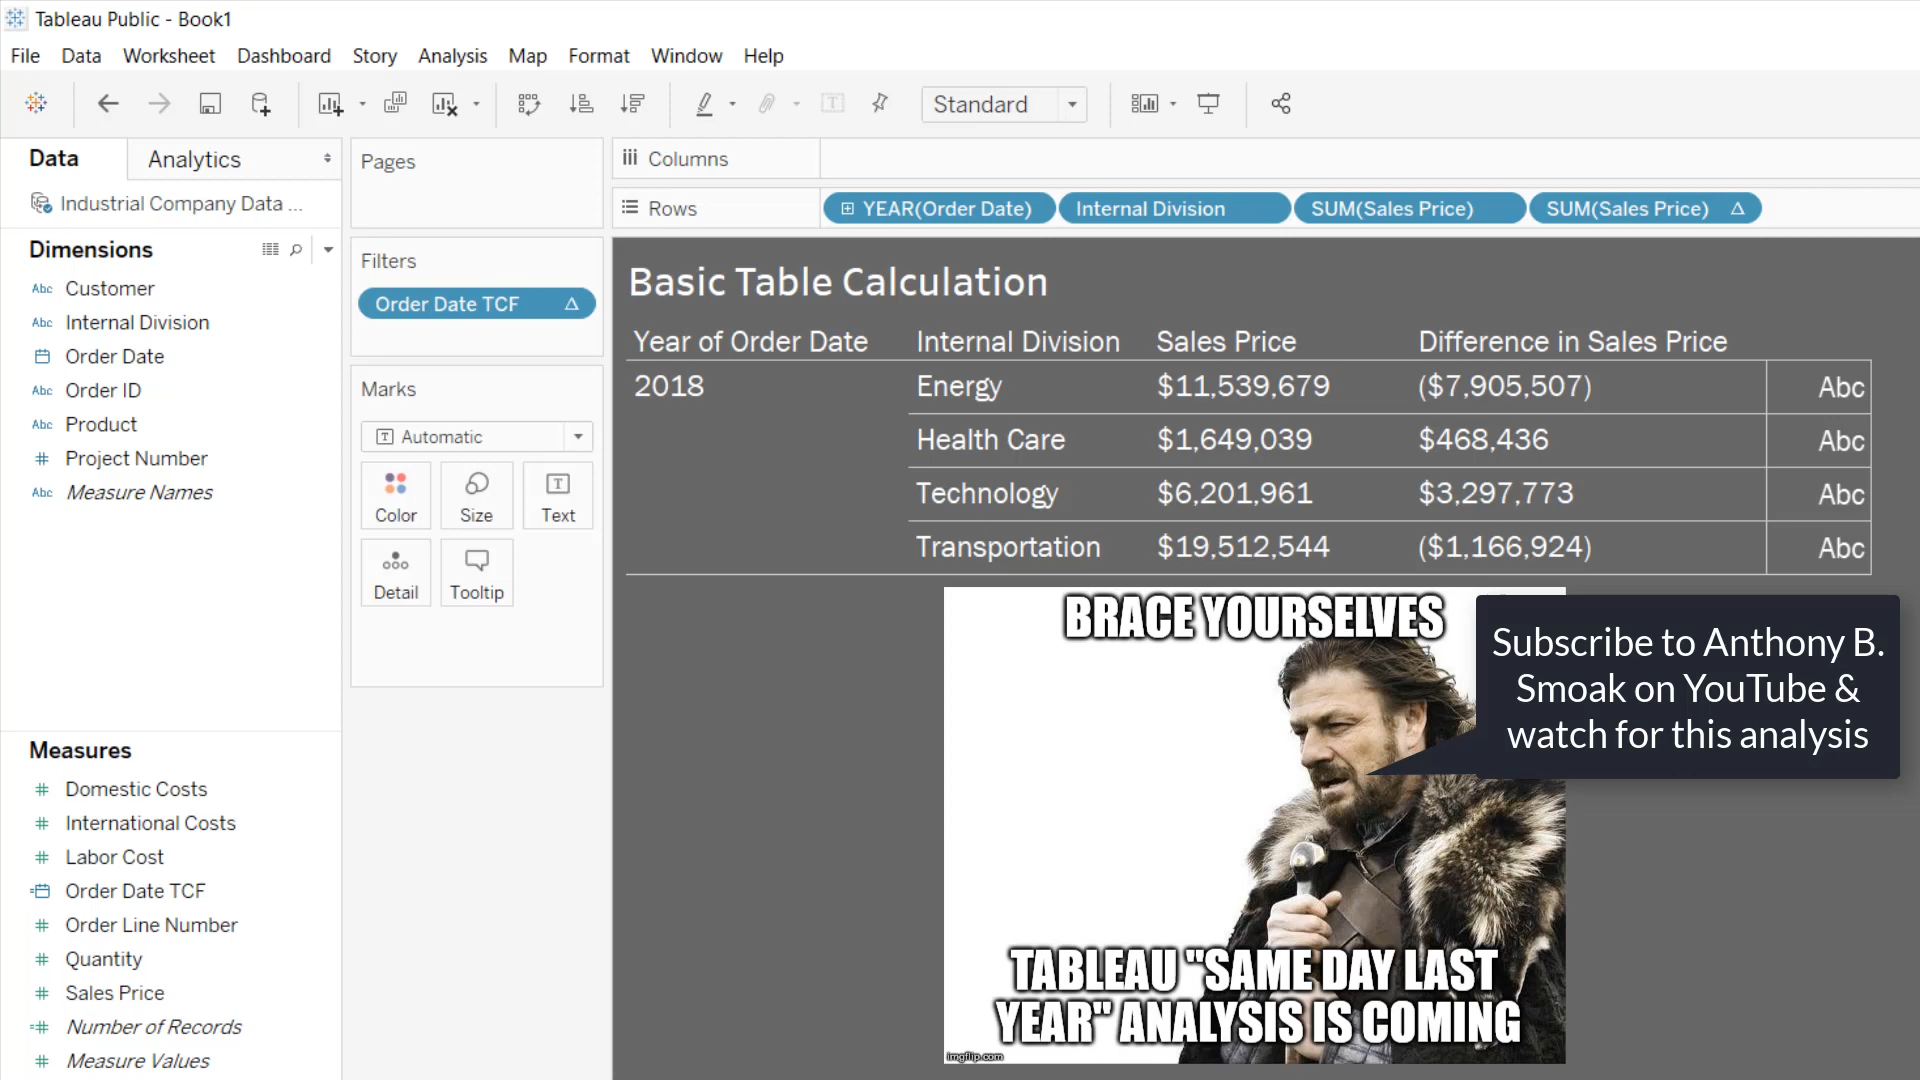 Tableau Public - Book1
File Data Worksheet Dashboard Story Analysis Map Format Window Help
Standard
Data Analytics
Industrial Company Data ...
Dimensions
Abc Customer
Abc Internal Division
Order Date
Abc Order ID
Abc Product
# Project Number
Abc Measure Names
Measures
# Domestic Costs
# International Costs
# Labor Cost
Order Date TCF
# Order Line Number
# Quantity
# Sales Price
=# Number of Records
# Measure Values
Pages
Filters
Order Date TCF Δ
Marks
T Automatic
Color Size T Text
Detail Tooltip
iii Columns
Rows YEAR(Order Date) Internal Division SUM(Sales Price) SUM(Sales Price) Δ
Basic Table Calculation
Year of Order Date Internal Division Sales Price Difference in Sales Price
2018 Energy $11,539,679 ($7,905,507) Abc
Health Care $1,649,039 $468,436 Abc
Technology $6,201,961 $3,297,773 Abc
Transportation $19,512,544 ($1,166,924) Abc
BRACE YOURSELVES
Subscribe to Anthony B.
Smoak on YouTube &
watch for this analysis
TABLEAU "SAME DAY LAST
YEAR" ANALYSIS IS COMING
imgflip.com